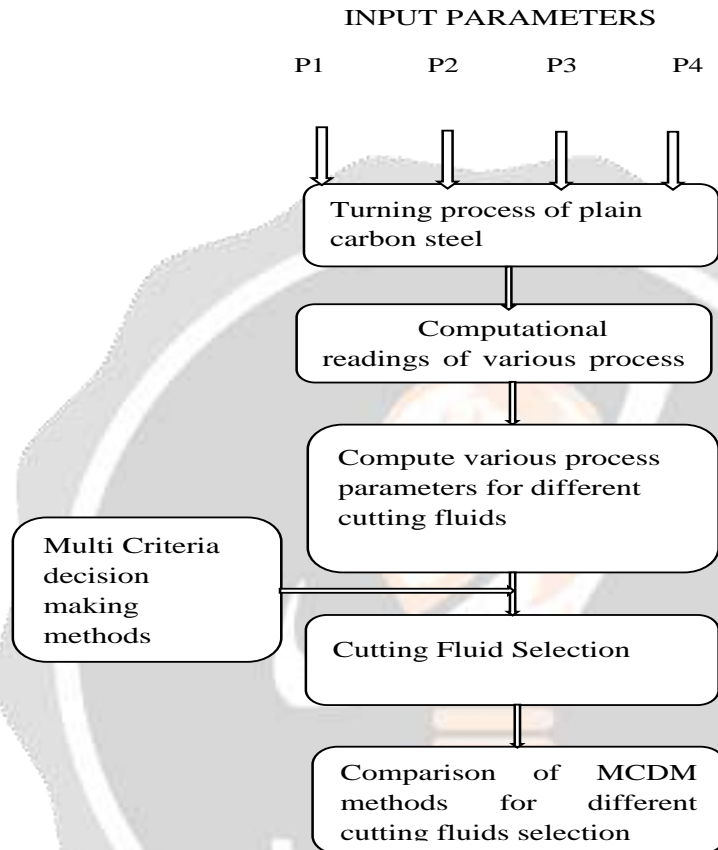 INPUT PARAMETERS
P1 P2 P3 P4
Turning process of plain
carbon steel
Computational
readings of various process
Compute various process
parameters for different
cutting fluids
Multi Criteria
decision
making
methods
Cutting Fluid Selection
Comparison of MCDM
methods for different
cutting fluids selection